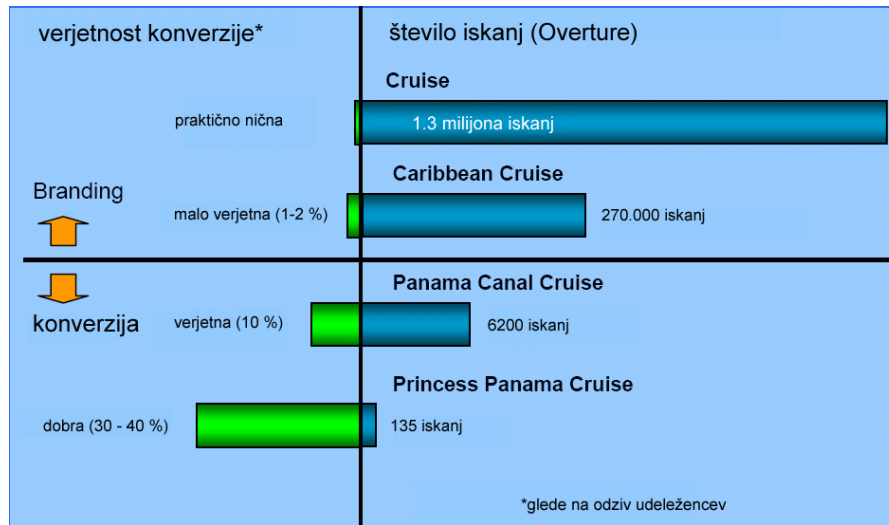 verjetnost konverzije*
število iskanj (Overture)
Cruise
praktično nična
1.3 milijona iskanj
Caribbean Cruise
Branding
malo verjetna (1-2 %)
270.000 iskanj
Panama Canal Cruise
konverzija
verjetna (10 %)
6200 iskanj
Princess Panama Cruise
dobra (30 - 40 %)
135 iskanj
*glede na odziv udeležencev